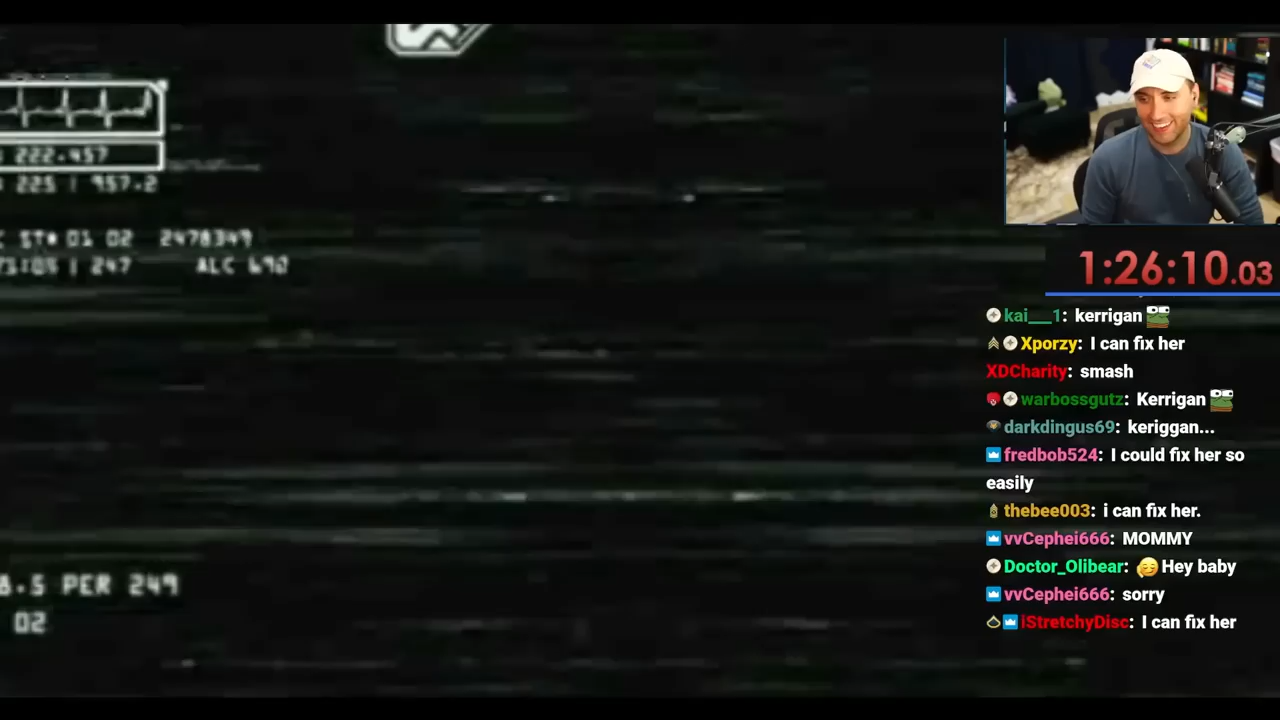 222.457
225 | 957.2
ST# 01 02 2478349
247 ALC 690
8.5 PER 249
02
1:26:10.03
kai___1: kerrigan
Xporzy: I can fix her
XDCharity: smash
warbossgutz: Kerrigan
darkdingus69: keriggan...
fredbob524: I could fix her so
easily
thebee003: i can fix her.
vvCephei666: MOMMY
Doctor_Olibear: Hey baby
vvCephei666: sorry
iStretchyDisc: I can fix her